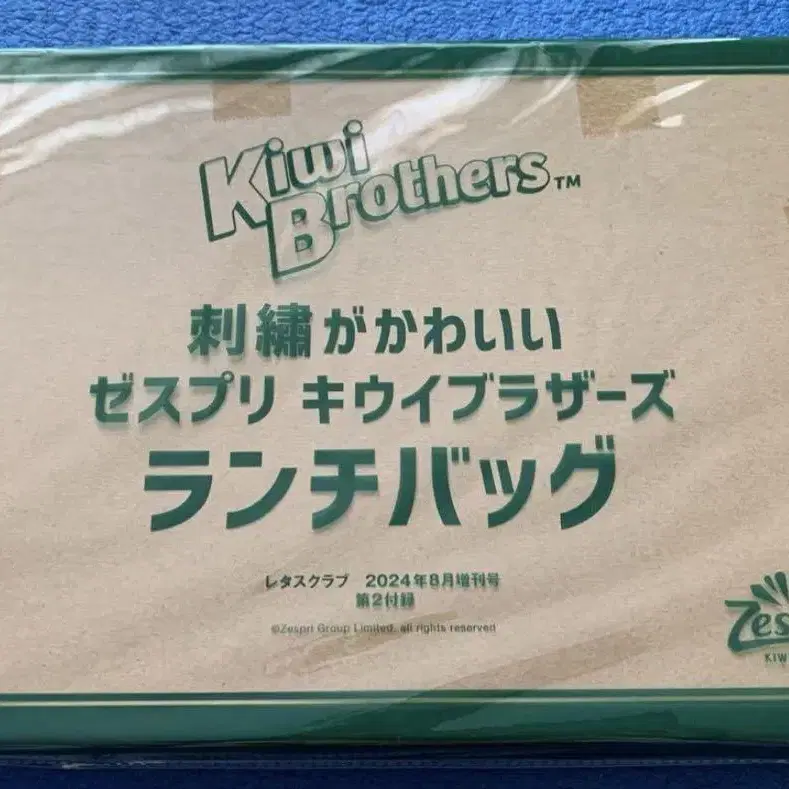 Kiwi
Brothers™
刺繍がかわいい
ゼスプリ キウイブラザーズ
ランチバッグ
レタスクラブ 2024年8月増刊号
第2付録
©Zespri Group Limited. all rights reserved